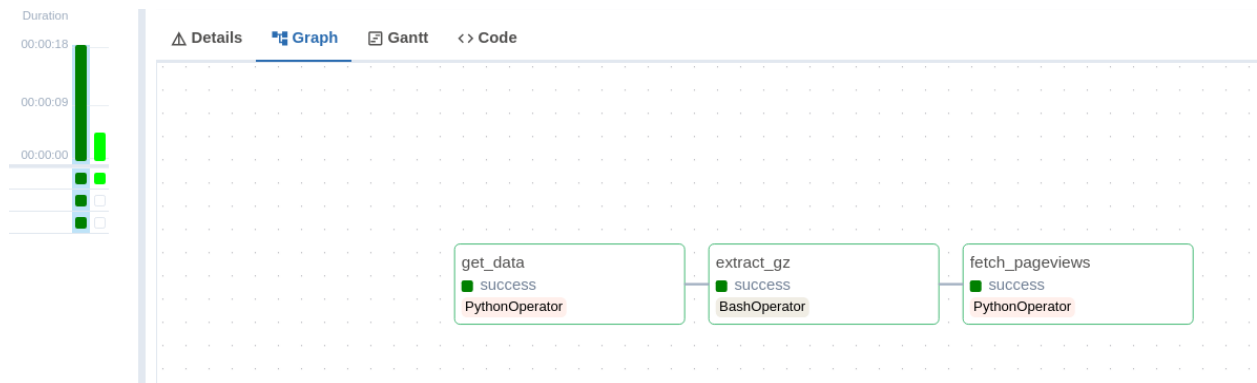 Duration
00:00:18
00:00:09
00:00:00
Details
Graph
Gantt
Code
get_data
success
PythonOperator
extract_gz
success
BashOperator
fetch_pageviews
success
PythonOperator